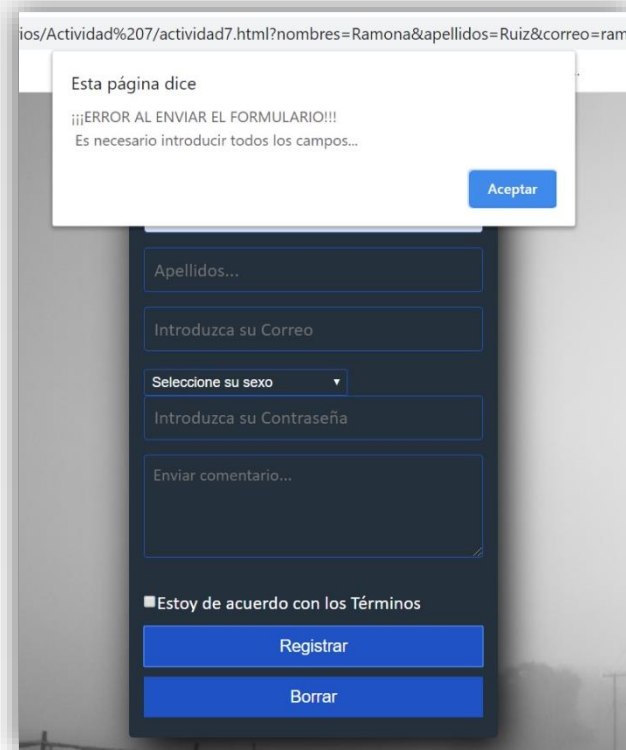 ios/Actividad%207/actividad7.html?nombres=Ramona&apellidos=Ruiz&correo=ram
Esta página dice
¡¡¡ERROR AL ENVIAR EL FORMULARIO!!!
Es necesario introducir todos los campos...
Aceptar
Apellidos...
Introduzca su Correo
Seleccione su sexo
Introduzca su Contraseña
Enviar comentario...
Estoy de acuerdo con los Términos
Registrar
Borrar